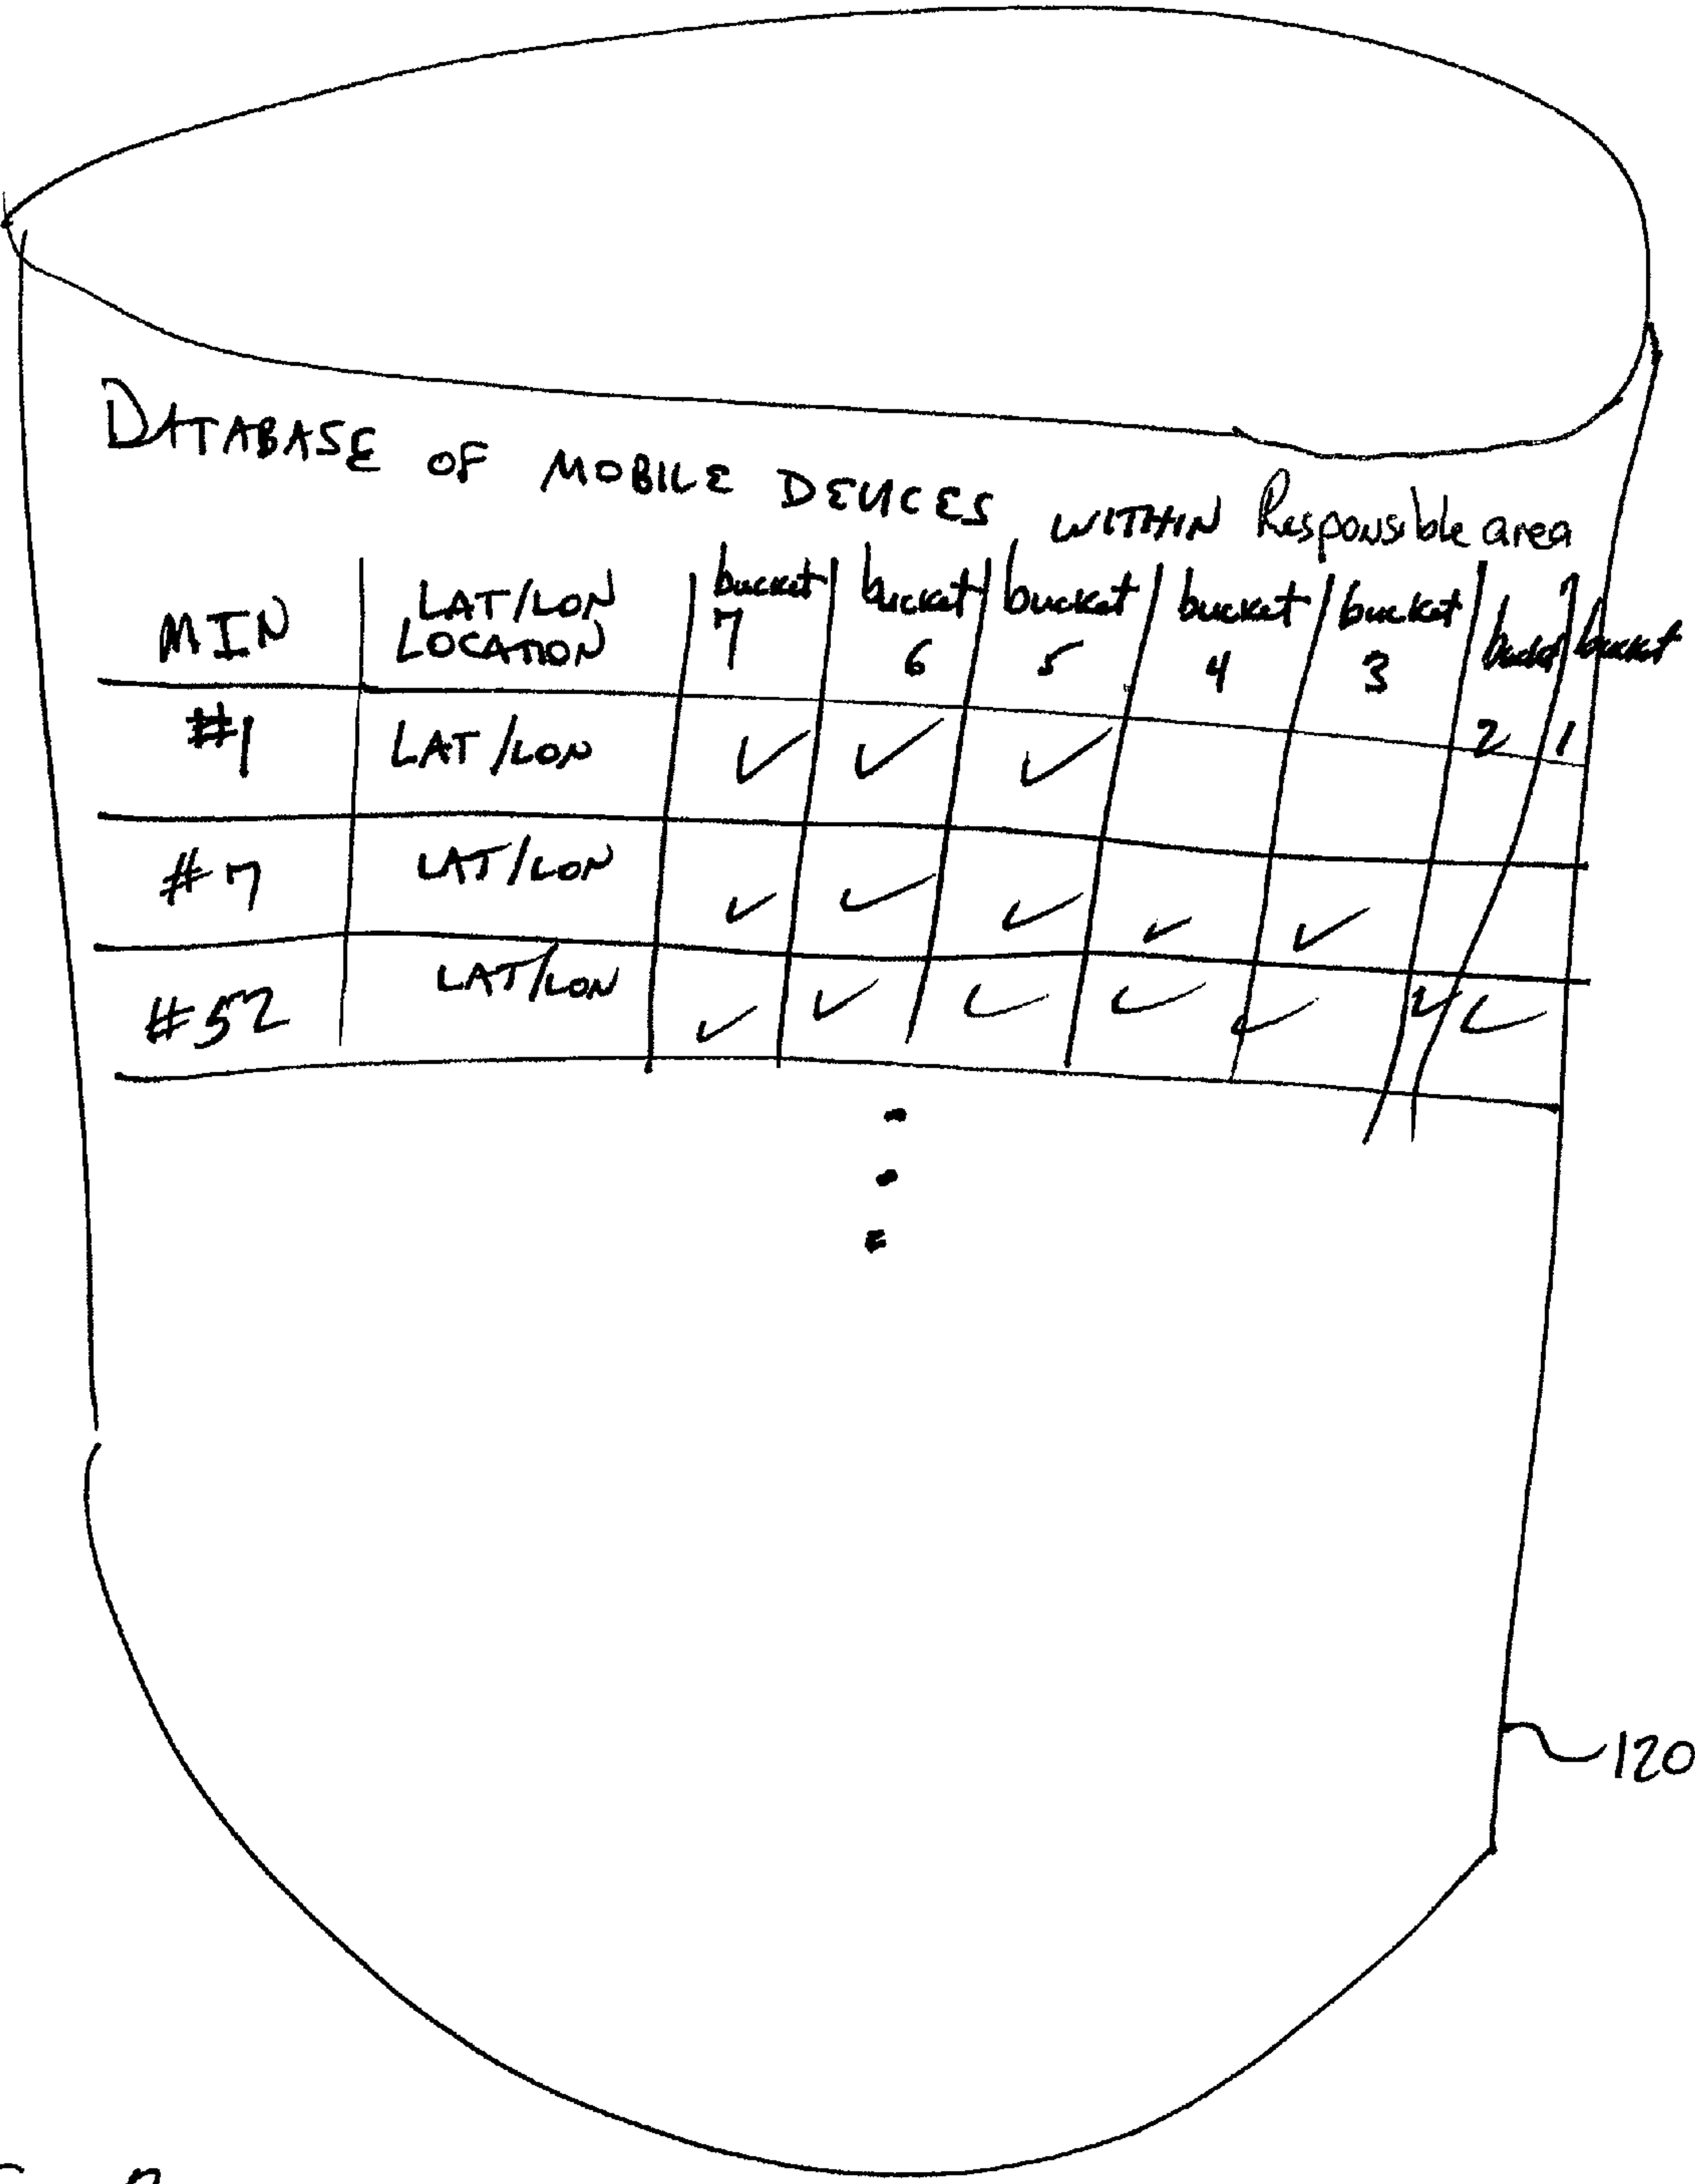 DATABASE OF MOBILE DEVICES WITHIN Responsible area
MIN LAT/LON LOCATION bucket 7 bucket 6 bucket 5 bucket 4 bucket 3 bucket 2 bucket 1
#1 LAT/LON ✓ ✓ ✓
#7 LAT/LON ✓ ✓ ✓ ✓ ✓
#52 LAT/LON ✓ ✓ ✓ ✓ ✓ ✓ ✓
120